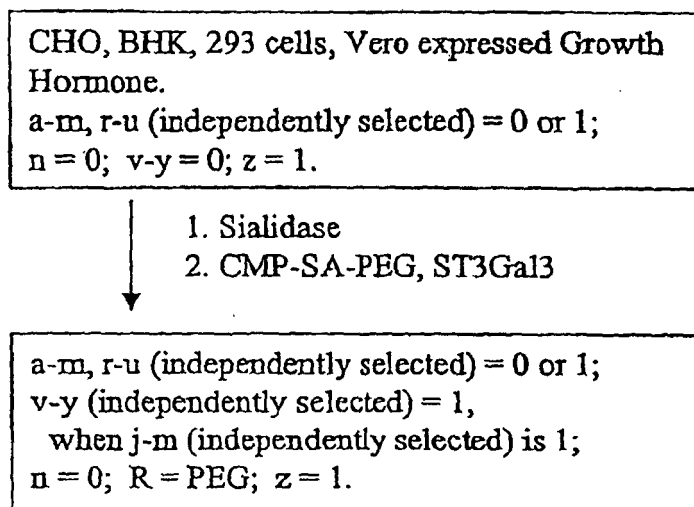 CHO, BHK, 293 cells, Vero expressed Growth
Hormone.
a-m, r-u (independently selected) = 0 or 1;
n = 0; v-y = 0; z = 1.
1. Sialidase
2. CMP-SA-PEG, ST3Gal3
a-m, r-u (independently selected) = 0 or 1;
v-y (independently selected) = 1,
when j-m (independently selected) is 1;
n = 0; R = PEG; z = 1.